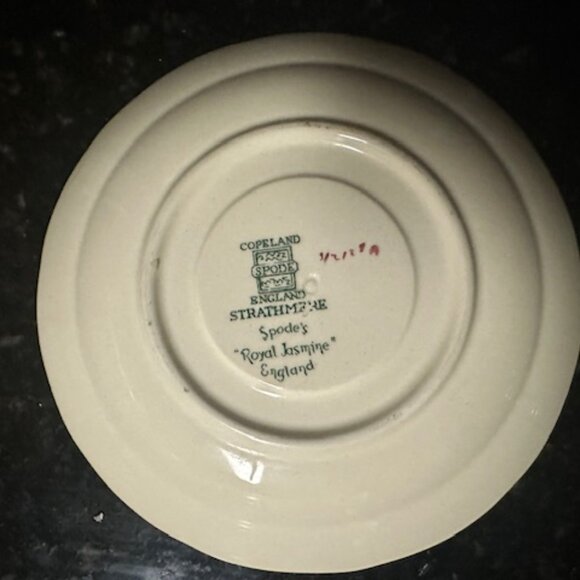 COPELAND
SPODE
ENGLAND
STRATHMERE
Spode's
"Royal Jasmine"
England